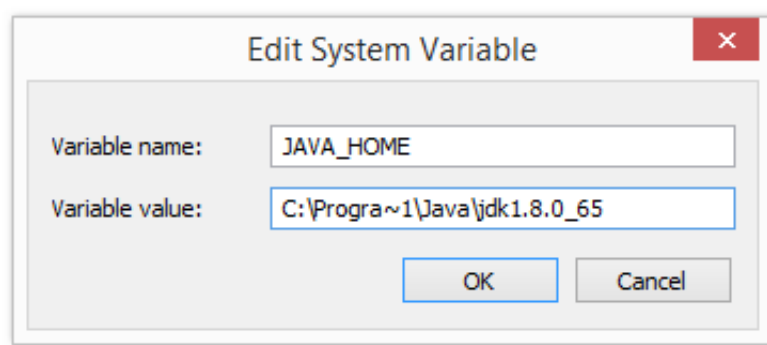 Edit System Variable
Variable name: JAVA_HOME
Variable value: C:\Progra~1\Java\jdk1.8.0_65
OK Cancel